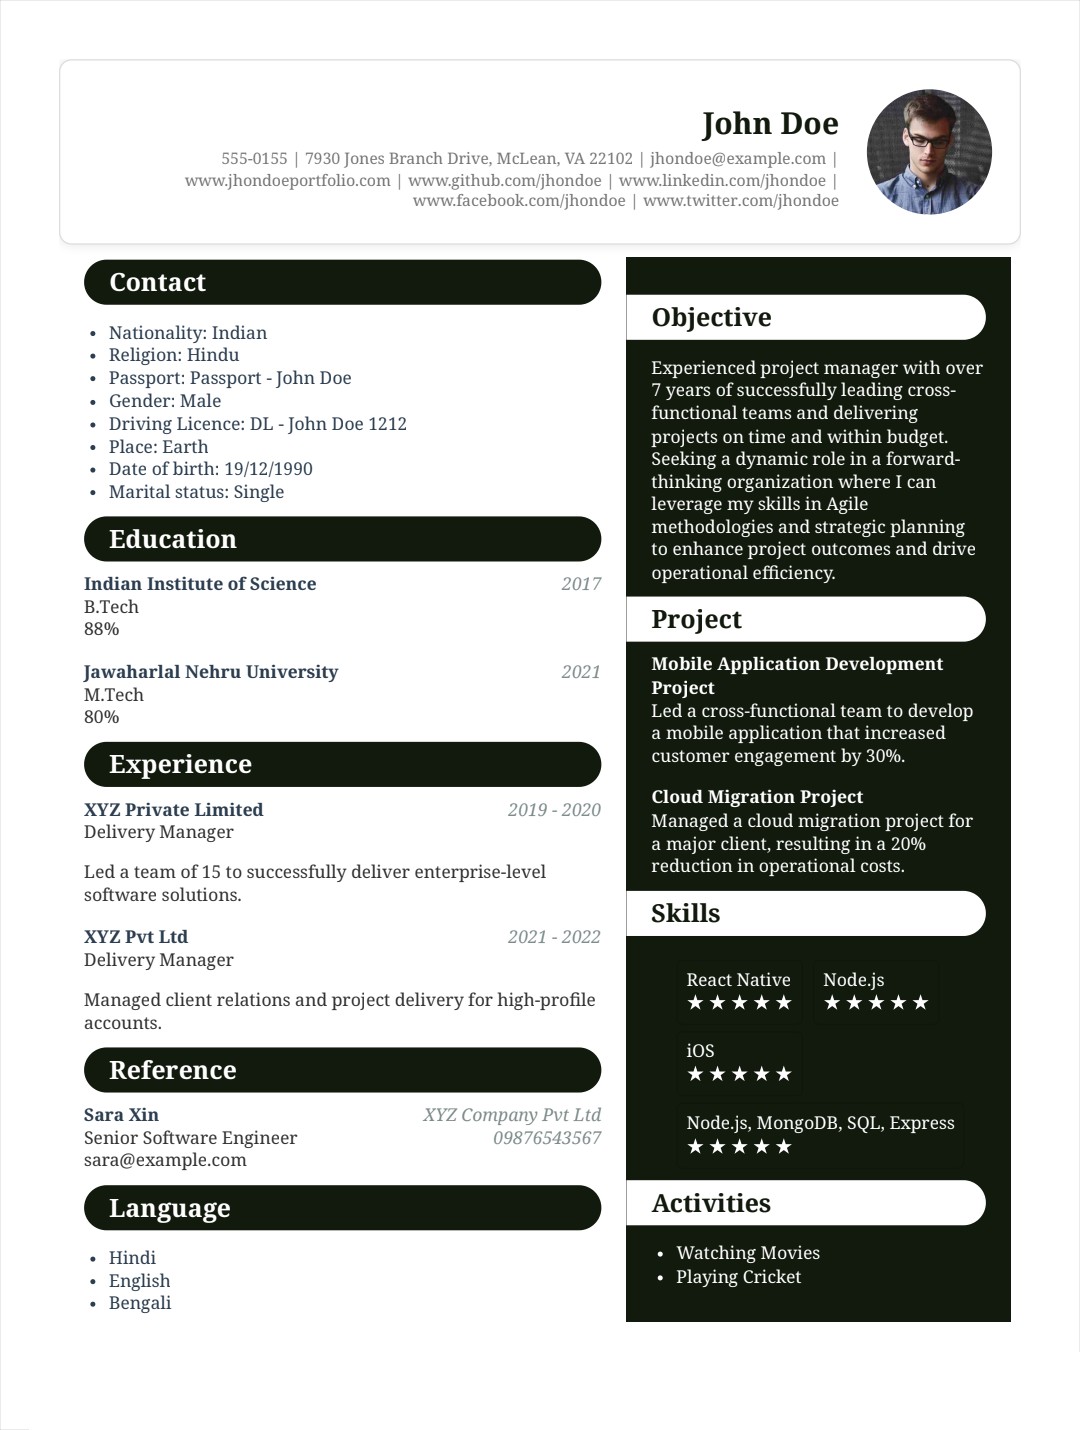 John Doe
555-0155 | 7930 Jones Branch Drive, McLean, VA 22102 | jhondoe@example.com |
www.jhondoeportfolio.com | www.github.com/jhondoe | www.linkedin.com/jhondoe |
www.facebook.com/jhondoe | www.twitter.com/jhondoe
Contact
• Nationality: Indian
• Religion: Hindu
• Passport: Passport - John Doe
• Gender: Male
• Driving Licence: DL - John Doe 1212
• Place: Earth
• Date of birth: 19/12/1990
• Marital status: Single
Education
Indian Institute of Science 2017
B.Tech
88%
Jawaharlal Nehru University 2021
M.Tech
80%
Experience
XYZ Private Limited 2019 - 2020
Delivery Manager
Led a team of 15 to successfully deliver enterprise-level
software solutions.
XYZ Pvt Ltd 2021 - 2022
Delivery Manager
Managed client relations and project delivery for high-profile
accounts.
Reference
Sara Xin XYZ Company Pvt Ltd
Senior Software Engineer 09876543567
sara@example.com
Language
• Hindi
• English
• Bengali
Objective
Experienced project manager with over
7 years of successfully leading cross-
functional teams and delivering
projects on time and within budget.
Seeking a dynamic role in a forward-
thinking organization where I can
leverage my skills in Agile
methodologies and strategic planning
to enhance project outcomes and drive
operational efficiency.
Project
Mobile Application Development
Project
Led a cross-functional team to develop
a mobile application that increased
customer engagement by 30%.
Cloud Migration Project
Managed a cloud migration project for
a major client, resulting in a 20%
reduction in operational costs.
Skills
React Native Node.js
★★★★★ ★★★★★
iOS
★★★★★
Node.js, MongoDB, SQL, Express
★★★★★
Activities
• Watching Movies
• Playing Cricket